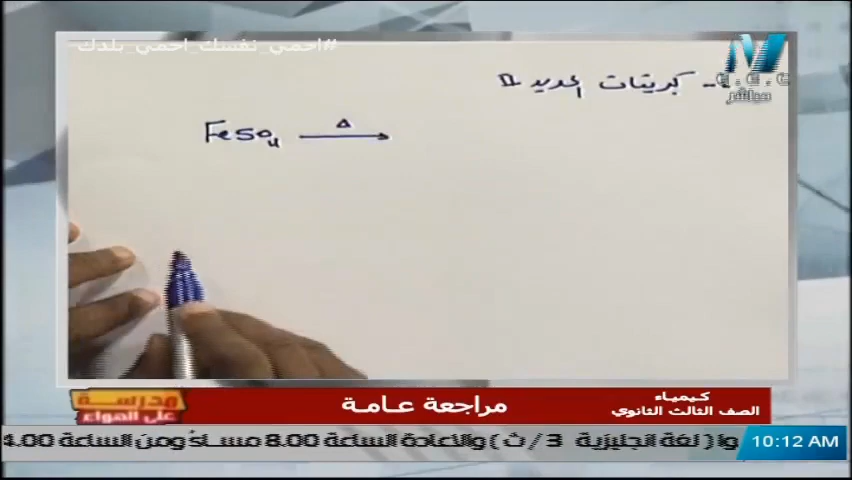 #احمي_نفسك_احمي_بلدك
مباشر
كبريتات الحديد II
FeSO4 Δ →
مدرسة على الهواء
مراجعة عامة
كيمياء
الصف الثالث الثانوي
وا ( لغة انجليزية 3 / ث ) والاعادة الساعة 8.00 مساءً ومن الساعة 4.00
10:12 AM